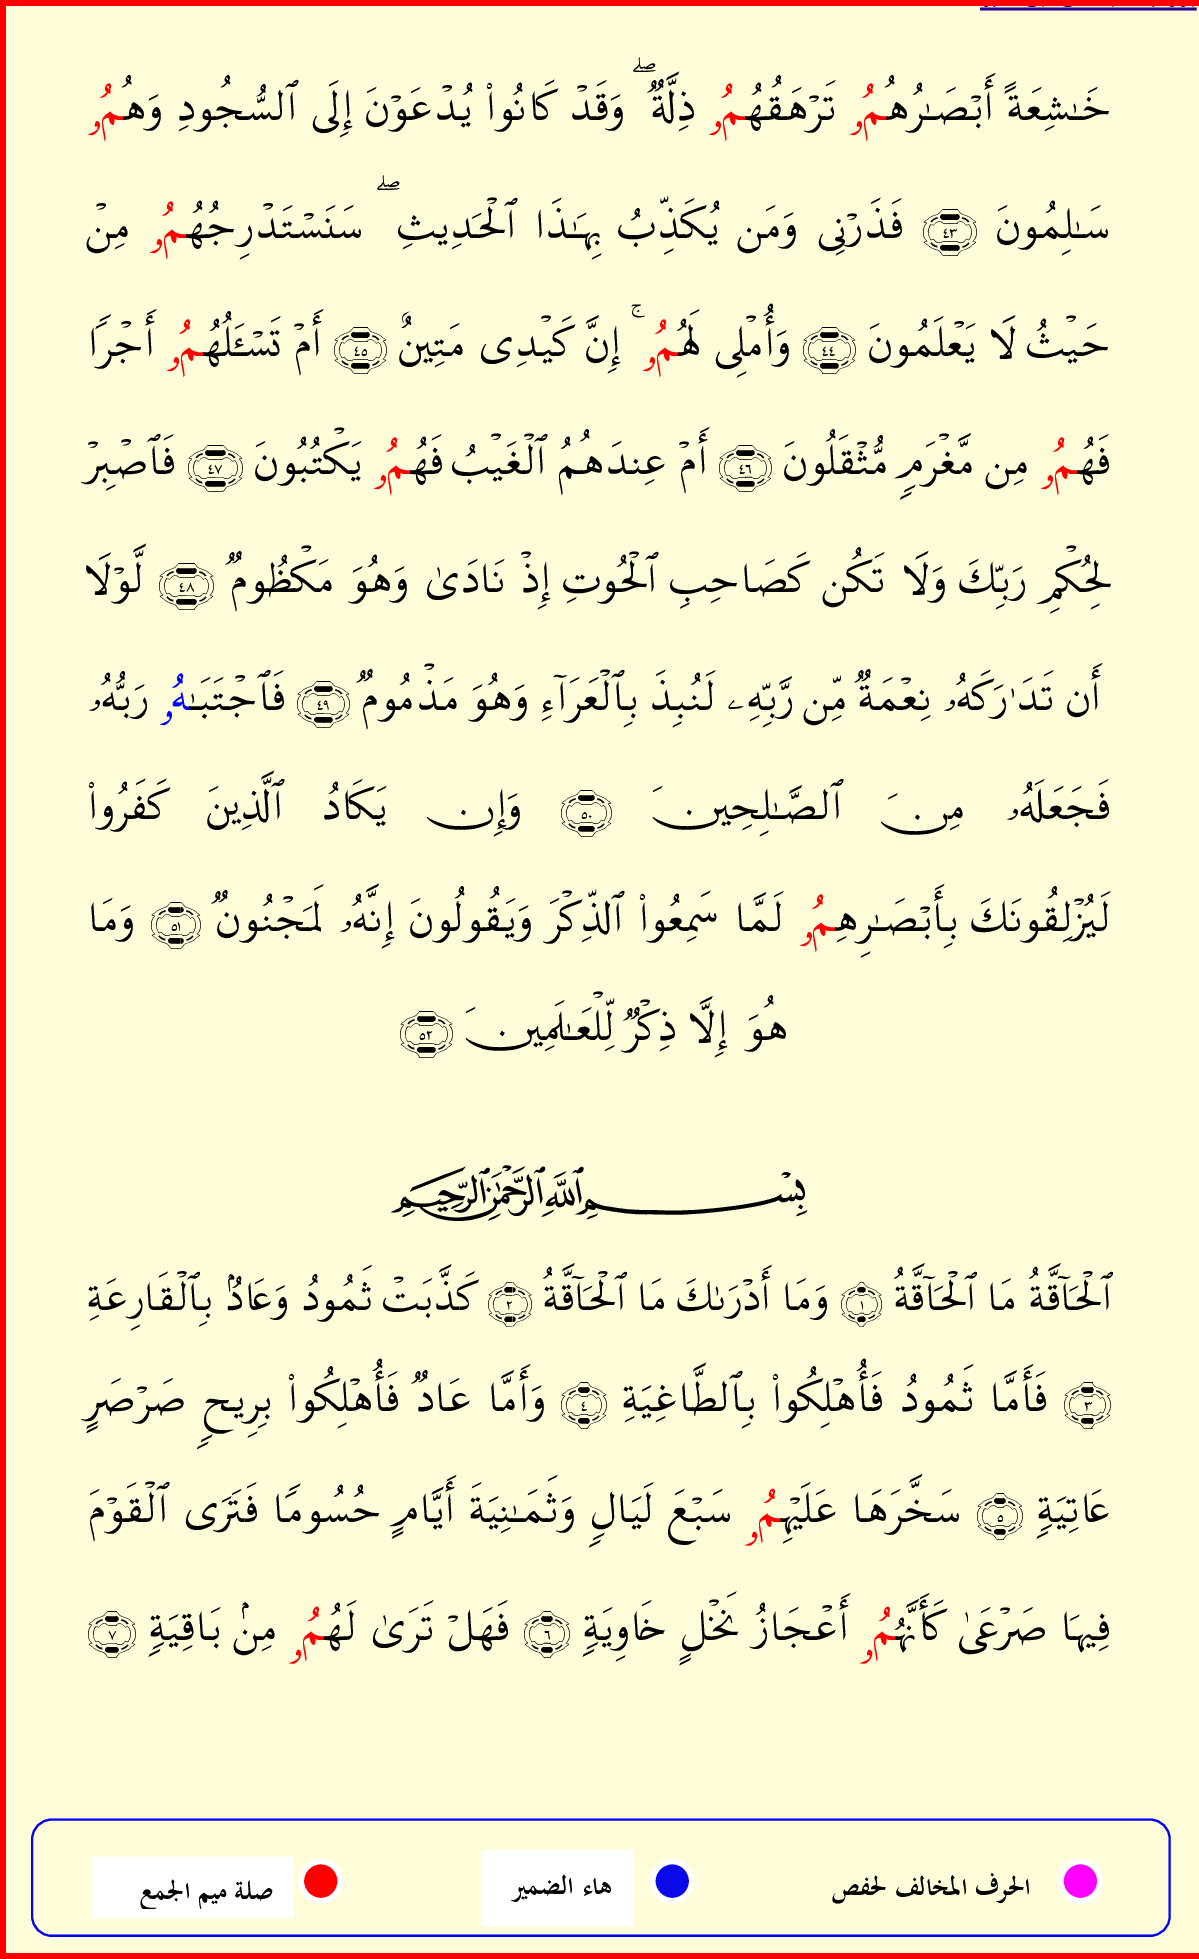 خَـٰشِعَةً أَبْصَـٰرُهُمُۥ تَرْهَقُهُمُۥ ذِلَّةٌ ۖ وَقَدْ كَانُوا۟ يُدْعَوْنَ إِلَى ٱلسُّجُودِ وَهُمُۥ
سَـٰلِمُونَ ٤٣ فَذَرْنِى وَمَن يُكَذِّبُ بِهَـٰذَا ٱلْحَدِيثِ ۖ سَنَسْتَدْرِجُهُمُۥ مِنْ
حَيْثُ لَا يَعْلَمُونَ ٤٤ وَأُمْلِى لَهُمُۥ ۚ إِنَّ كَيْدِى مَتِينٌ ٤٥ أَمْ تَسْـَٔلُهُمُۥ أَجْرًا
فَهُمُۥ مِن مَّغْرَمٍ مُّثْقَلُونَ ٤٦ أَمْ عِندَهُمُ ٱلْغَيْبُ فَهُمُۥ يَكْتُبُونَ ٤٧ فَٱصْبِرْ
لِحُكْمِ رَبِّكَ وَلَا تَكُن كَصَاحِبِ ٱلْحُوتِ إِذْ نَادَىٰ وَهُوَ مَكْظُومٌ ٤٨ لَّوْلَا
أَن تَدَٰرَكَهُۥ نِعْمَةٌ مِّن رَّبِّهِۦ لَنُبِذَ بِٱلْعَرَآءِ وَهُوَ مَذْمُومٌ ٤٩ فَٱجْتَبَـٰهُۥ رَبُّهُۥ
فَجَعَلَهُۥ مِنَ ٱلصَّـٰلِحِينَ ٥٠ وَإِن يَكَادُ ٱلَّذِينَ كَفَرُوا۟
لَيُزْلِقُونَكَ بِأَبْصَـٰرِهِمُۥ لَمَّا سَمِعُوا۟ ٱلذِّكْرَ وَيَقُولُونَ إِنَّهُۥ لَمَجْنُونٌ ٥١ وَمَا
هُوَ إِلَّا ذِكْرٌ لِّلْعَـٰلَمِينَ ٥٢
بِسْمِ ٱللَّهِ ٱلرَّحْمَـٰنِ ٱلرَّحِيمِ
ٱلْحَآقَّةُ مَا ٱلْحَآقَّةُ ١ وَمَا أَدْرَىٰكَ مَا ٱلْحَآقَّةُ ٢ كَذَّبَتْ ثَمُودُ وَعَادٌۢ بِٱلْقَارِعَةِ
٣ فَأَمَّا ثَمُودُ فَأُهْلِكُوا۟ بِٱلطَّاغِيَةِ ٤ وَأَمَّا عَادٌ فَأُهْلِكُوا۟ بِرِيحٍ صَرْصَرٍ
عَاتِيَةٍ ٥ سَخَّرَهَا عَلَيْهِمُۥ سَبْعَ لَيَالٍ وَثَمَـٰنِيَةَ أَيَّامٍ حُسُومًا فَتَرَى ٱلْقَوْمَ
فِيهَا صَرْعَىٰ كَأَنَّهُمُۥ أَعْجَازُ نَخْلٍ خَاوِيَةٍ ٦ فَهَلْ تَرَىٰ لَهُمُۥ مِنۢ بَاقِيَةٍ ٧
الحرف المخالف لحفص هاء الضمير صلة ميم الجمع